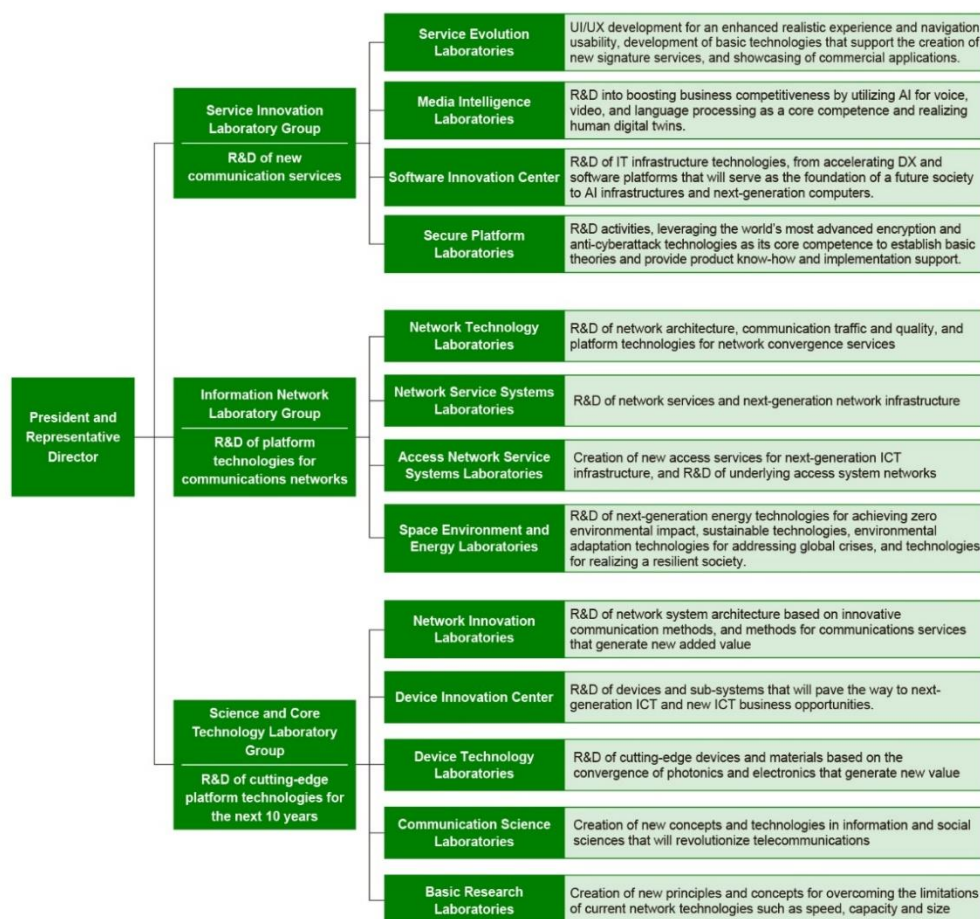 President and
Representative
Director
Service Innovation
Laboratory Group
R&D of new
communication services
Service Evolution
Laboratories
UI/UX development for an enhanced realistic experience and navigation
usability, development of basic technologies that support the creation of
new signature services, and showcasing of commercial applications.
Media Intelligence
Laboratories
R&D into boosting business competitiveness by utilizing AI for voice,
video, and language processing as a core competence and realizing
human digital twins.
Software Innovation Center
R&D of IT infrastructure technologies, from accelerating DX and
software platforms that will serve as the foundation of a future society
to AI infrastructures and next-generation computers.
Secure Platform
Laboratories
R&D activities, leveraging the world's most advanced encryption and
anti-cyberattack technologies as its core competence to establish basic
theories and provide product know-how and implementation support.
Information Network
Laboratory Group
R&D of platform
technologies for
communications networks
Network Technology
Laboratories
R&D of network architecture, communication traffic and quality, and
platform technologies for network convergence services
Network Service Systems
Laboratories
R&D of network services and next-generation network infrastructure
Access Network Service
Systems Laboratories
Creation of new access services for next-generation ICT
infrastructure, and R&D of underlying access system networks
Space Environment and
Energy Laboratories
R&D of next-generation energy technologies for achieving zero
environmental impact, sustainable technologies, environmental
adaptation technologies for addressing global crises, and technologies
for realizing a resilient society.
Science and Core
Technology Laboratory
Group
R&D of cutting-edge
platform technologies for
the next 10 years
Network Innovation
Laboratories
R&D of network system architecture based on innovative
communication methods, and methods for communications services
that generate new added value
Device Innovation Center
R&D of devices and sub-systems that will pave the way to next-
generation ICT and new ICT business opportunities.
Device Technology
Laboratories
R&D of cutting-edge devices and materials based on the
convergence of photonics and electronics that generate new value
Communication Science
Laboratories
Creation of new concepts and technologies in information and social
sciences that will revolutionize telecommunications
Basic Research
Laboratories
Creation of new principles and concepts for overcoming the limitations
of current network technologies such as speed, capacity and size